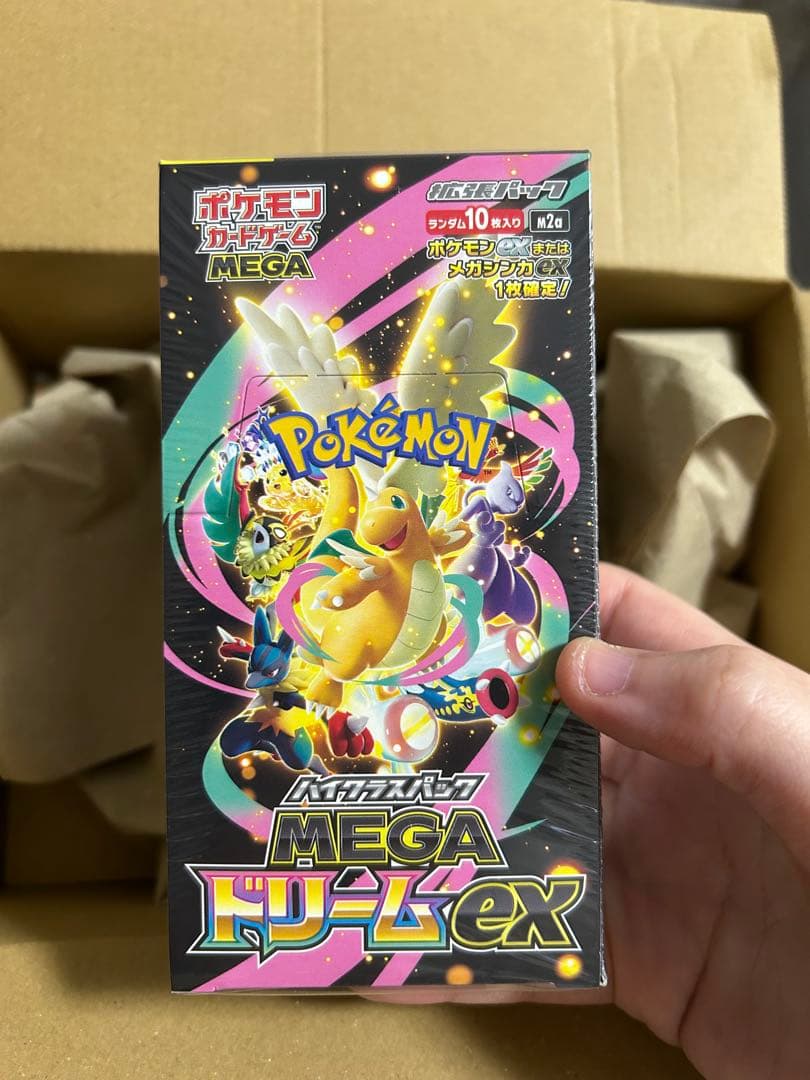 ポケモン
カードゲーム
MEGA
拡張パック
ランダム10枚入り M2a
ポケモンexまたは
メガシンカex
1枚確定!
POKÉMON
ハイクラスパック
MEGA
ドリームex